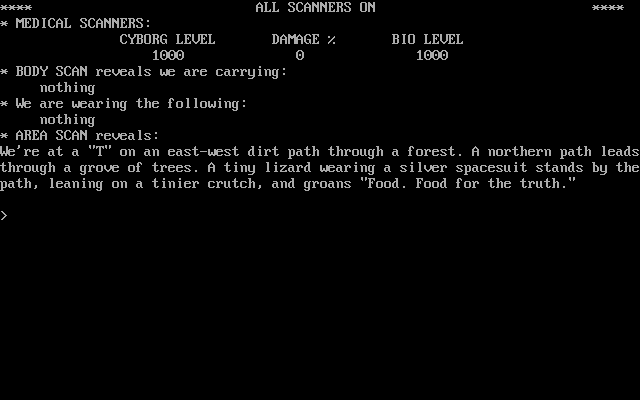 **** ALL SCANNERS ON ****
* MEDICAL SCANNERS:
CYBORG LEVEL DAMAGE % BIO LEVEL
1000 0 1000
* BODY SCAN reveals we are carrying:
nothing
* We are wearing the following:
nothing
* AREA SCAN reveals:
We're at a "T" on an east-west dirt path through a forest. A northern path leads
through a grove of trees. A tiny lizard wearing a silver spacesuit stands by the
path, leaning on a tinier crutch, and groans "Food. Food for the truth."
>